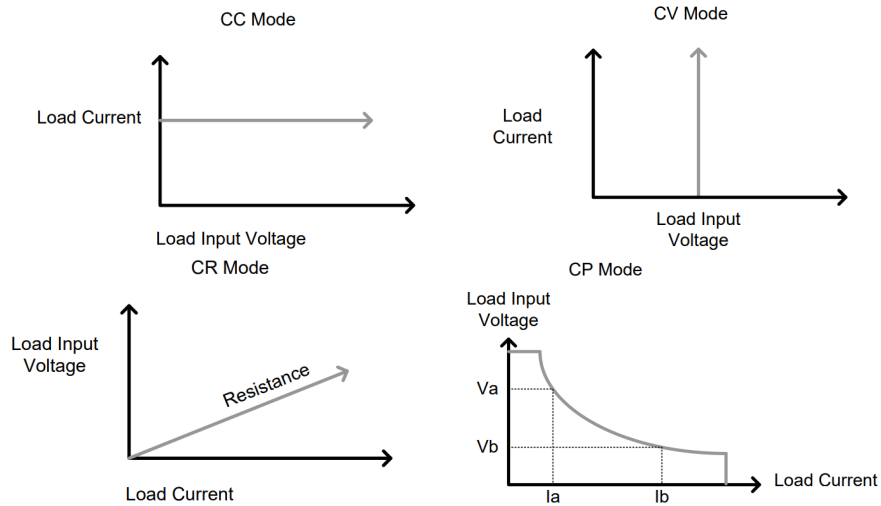 CC Mode
Load Current
Load Input Voltage
CV Mode
Load
Current
Load Input
Voltage
CR Mode
Load Input
Voltage
Resistance
Load Current
CP Mode
Load Input
Voltage
Va
Vb
Ia
Ib
Load Current